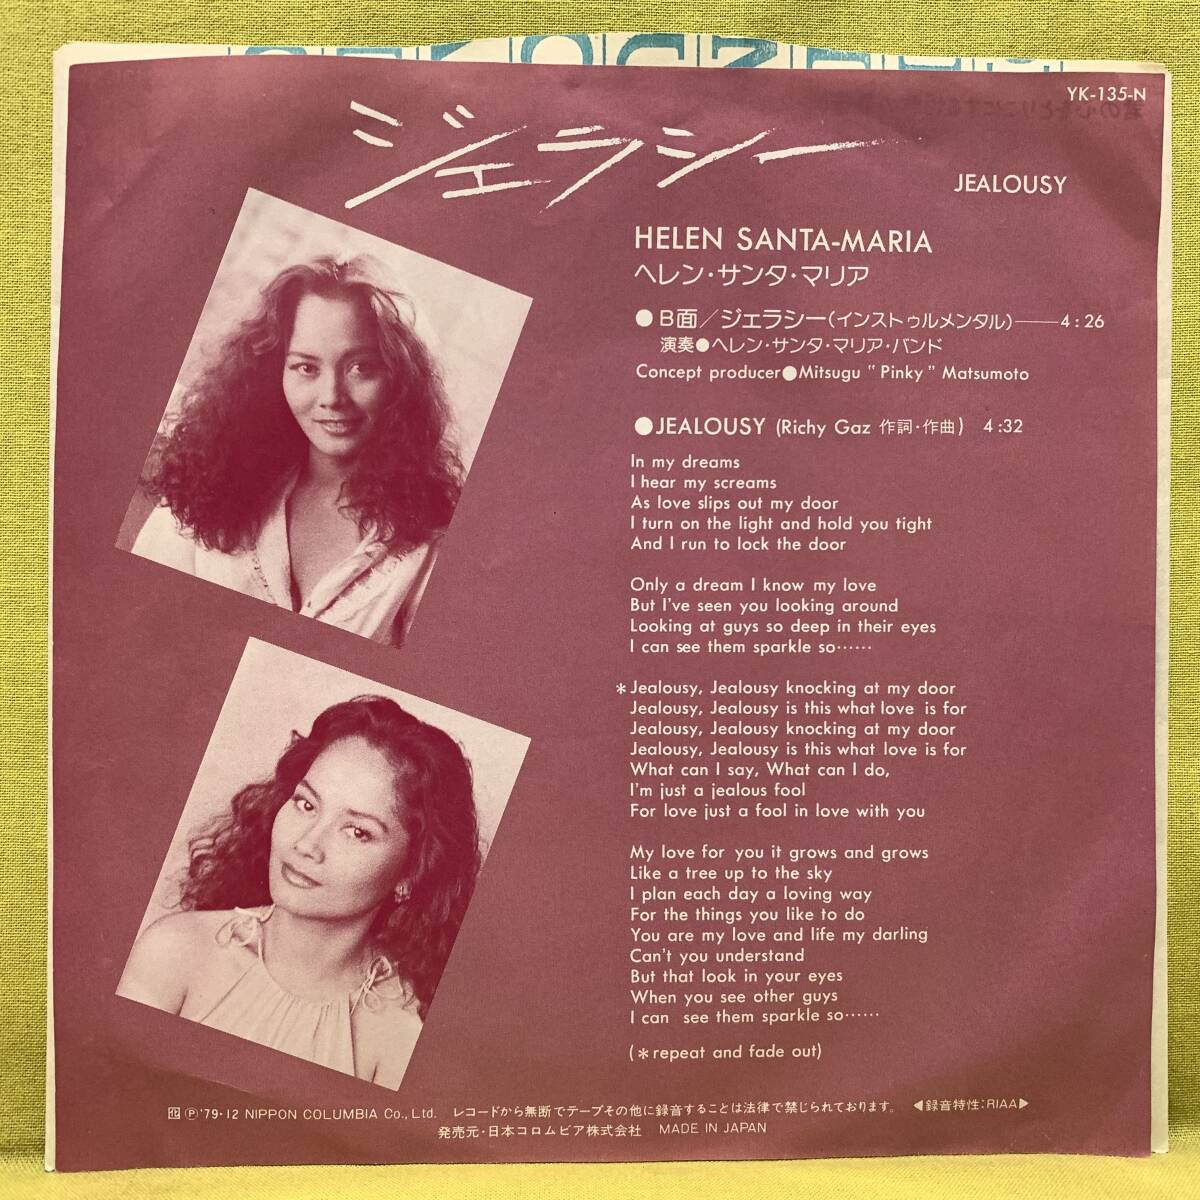 YK-135-N
ジェラシー
JEALOUSY
HELEN SANTA-MARIA
ヘレン・サンタ・マリア
●B面／ジェラシー(インストゥルメンタル)——4:26
演奏●ヘレン・サンタ・マリア・バンド
Concept producer●Mitsugu "Pinky" Matsumoto
●JEALOUSY (Richy Gaz 作詞・作曲) 4:32
In my dreams
I hear my screams
As love slips out my door
I turn on the light and hold you tight
And I run to lock the door
Only a dream I know my love
But I've seen you looking around
Looking at guys so deep in their eyes
I can see them sparkle so……
*Jealousy, Jealousy knocking at my door
Jealousy, Jealousy is this what love is for
Jealousy, Jealousy knocking at my door
Jealousy, Jealousy is this what love is for
What can I say, What can I do,
I'm just a jealous fool
For love just a fool in love with you
My love for you it grows and grows
Like a tree up to the sky
I plan each day a loving way
For the things you like to do
You are my love and life my darling
Can't you understand
But that look in your eyes
When you see other guys
I can see them sparkle so……
(*repeat and fade out)
Ⓟ'79・12 NIPPON COLUMBIA Co., Ltd. レコードから無断でテープその他に録音することは法律で禁じられております。 ◀録音特性:RIAA▶
発売元・日本コロムビア株式会社 MADE IN JAPAN